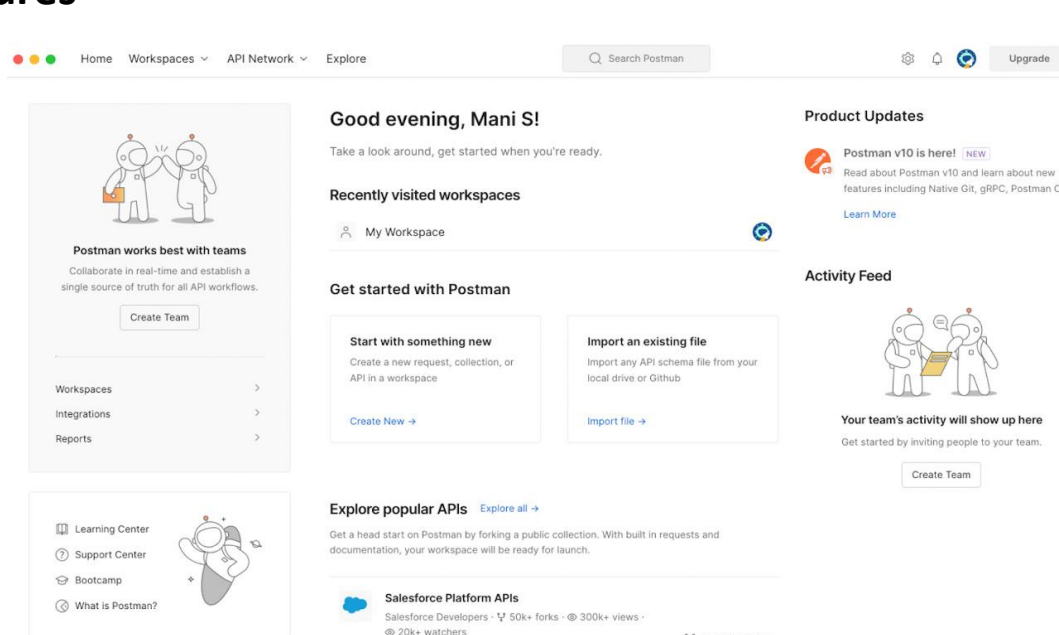 Home Workspaces API Network Explore Search Postman Upgrade
Postman works best with teams
Collaborate in real-time and establish a
single source of truth for all API workflows.
Create Team
Workspaces
Integrations
Reports
Learning Center
Support Center
Bootcamp
What is Postman?
Good evening, Mani S!
Take a look around, get started when you're ready.
Recently visited workspaces
My Workspace
Get started with Postman
Start with something new
Create a new request, collection, or
API in a workspace
Create New →
Import an existing file
Import any API schema file from your
local drive or Github
Import file →
Explore popular APIs Explore all →
Get a head start on Postman by forking a public collection. With built in requests and
documentation, your workspace will be ready for launch.
Salesforce Platform APIs
Salesforce Developers · 50k+ forks · 300k+ views ·
20k+ watchers
Product Updates
Postman v10 is here! NEW
Read about Postman v10 and learn about new
features including Native Git, gRPC, Postman
Learn More
Activity Feed
Your team's activity will show up here
Get started by inviting people to your team.
Create Team